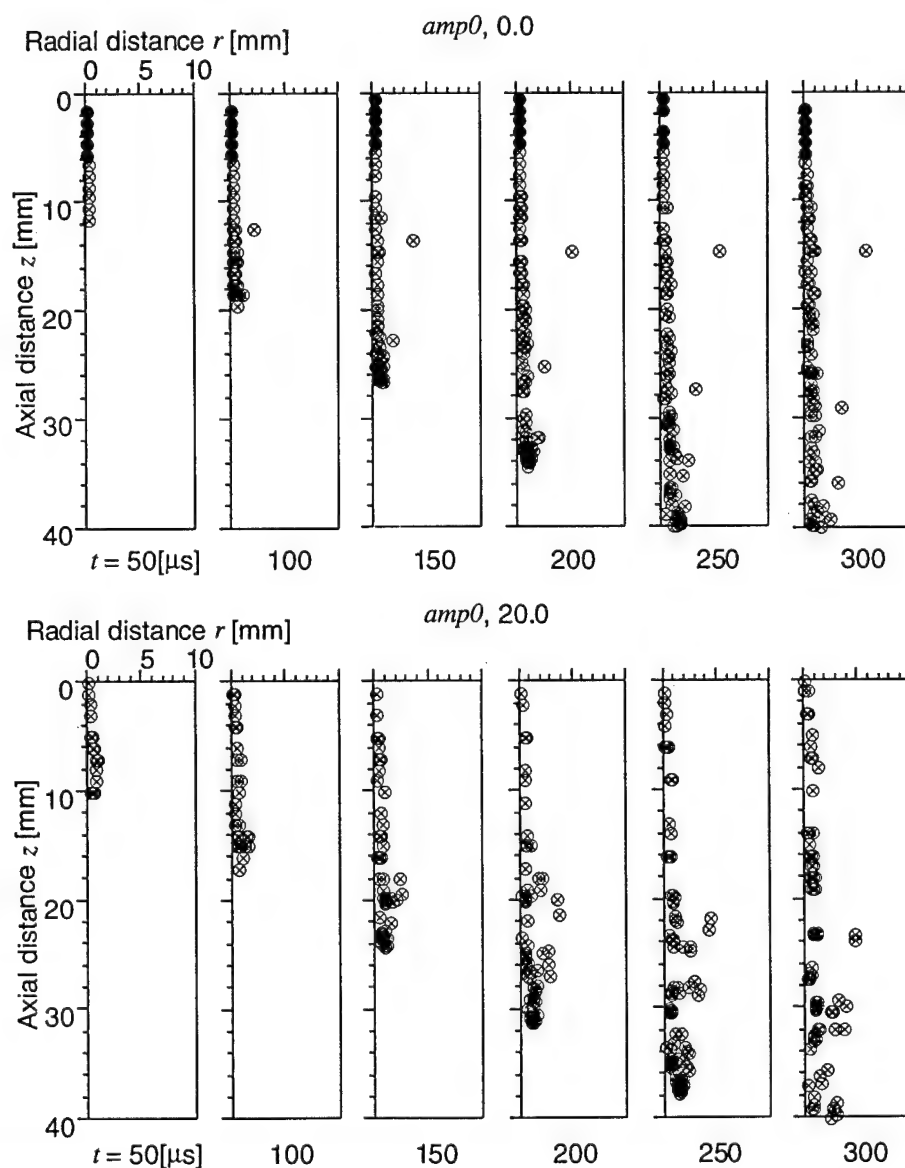 amp0, 0.0
Radial distance r [mm]
0 5 10
0
10
20
30
40
Axial distance z [mm]
t = 50[µs] 100 150 200 250 300
amp0, 20.0
Radial distance r [mm]
0 5 10
0
10
20
30
40
Axial distance z [mm]
t = 50[µs] 100 150 200 250 300